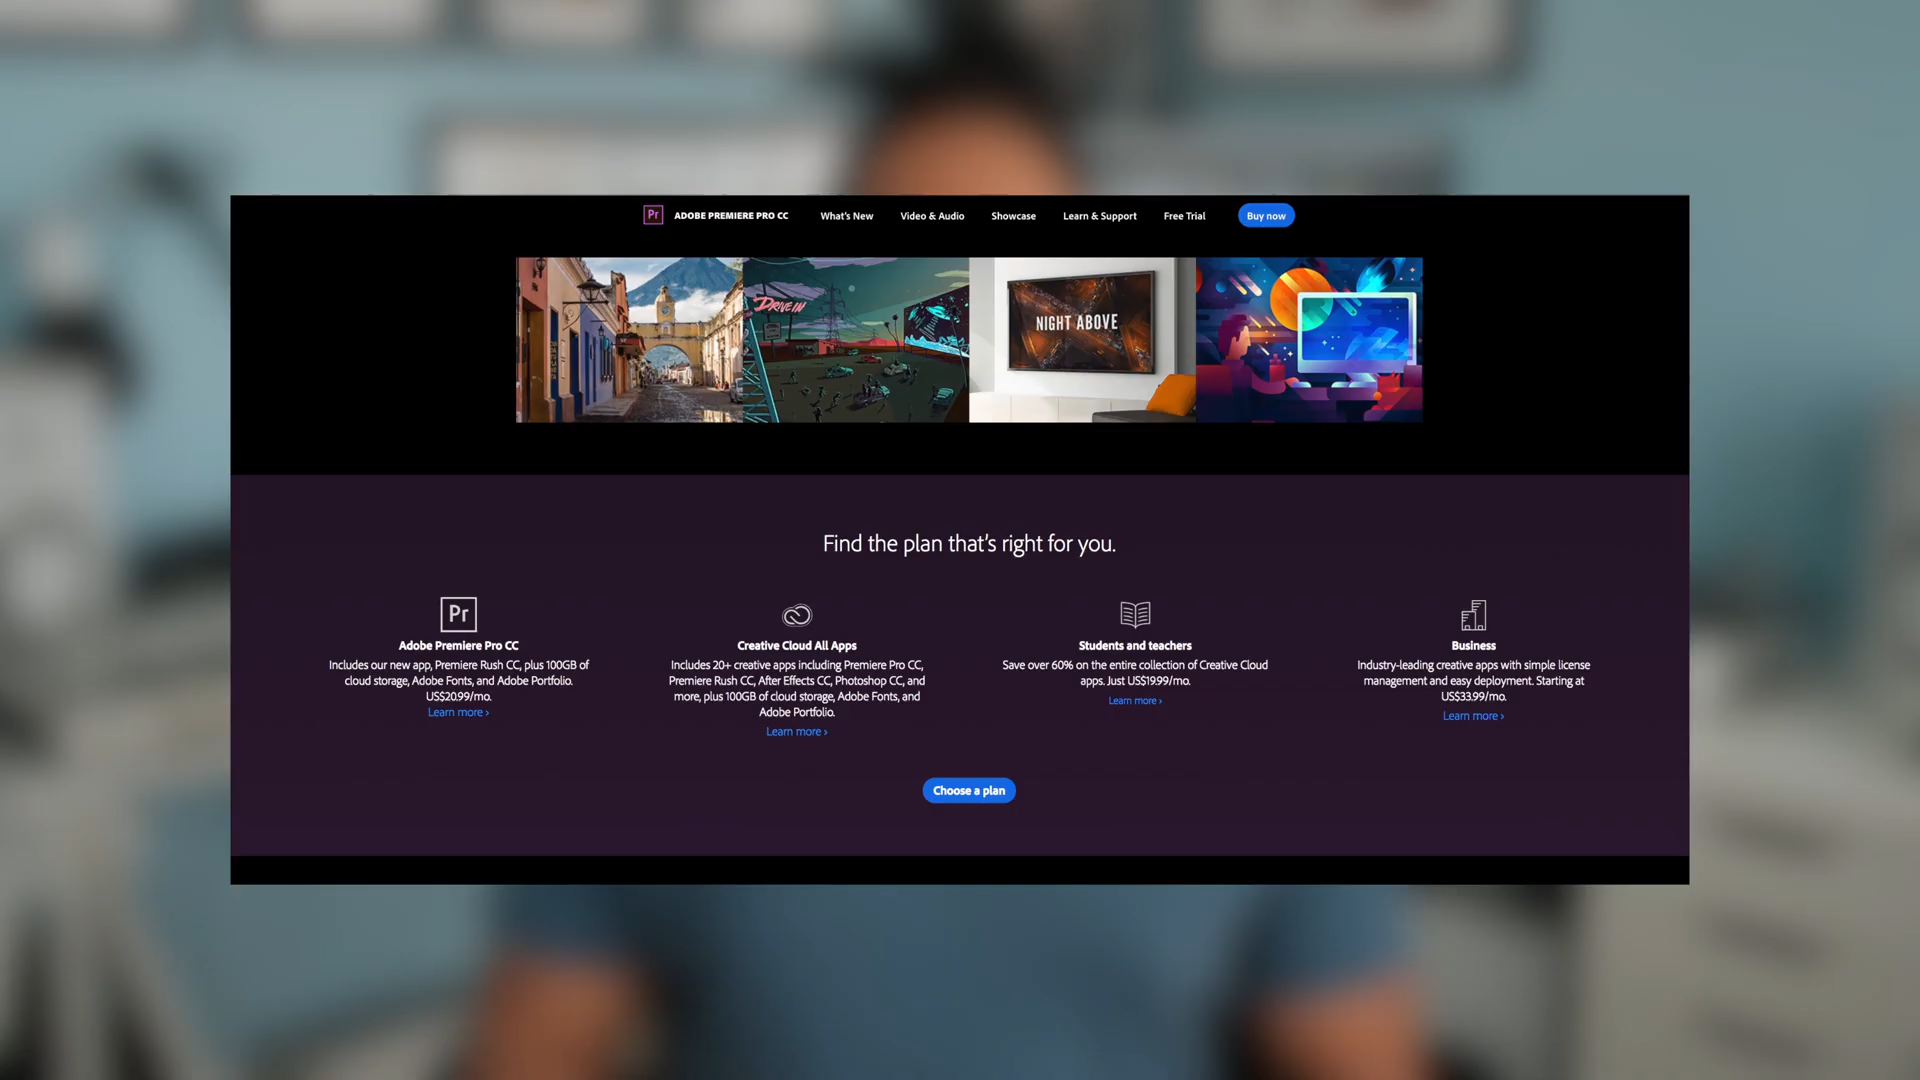 Pr ADOBE PREMIERE PRO CC What's New Video & Audio Showcase Learn & Support Free Trial Buy now
DRIVE IN
NIGHT ABOVE
Find the plan that's right for you.
Pr
Adobe Premiere Pro CC
Includes our new app, Premiere Rush CC, plus 100GB of
cloud storage, Adobe Fonts, and Adobe Portfolio.
US$20.99/mo.
Learn more ›
Creative Cloud All Apps
Includes 20+ creative apps including Premiere Pro CC,
Premiere Rush CC, After Effects CC, Photoshop CC, and
more, plus 100GB of cloud storage, Adobe Fonts, and
Adobe Portfolio.
Learn more ›
Students and teachers
Save over 60% on the entire collection of Creative Cloud
apps. Just US$19.99/mo.
Learn more ›
Business
Industry-leading creative apps with simple license
management and easy deployment. Starting at
US$33.99/mo.
Learn more ›
Choose a plan